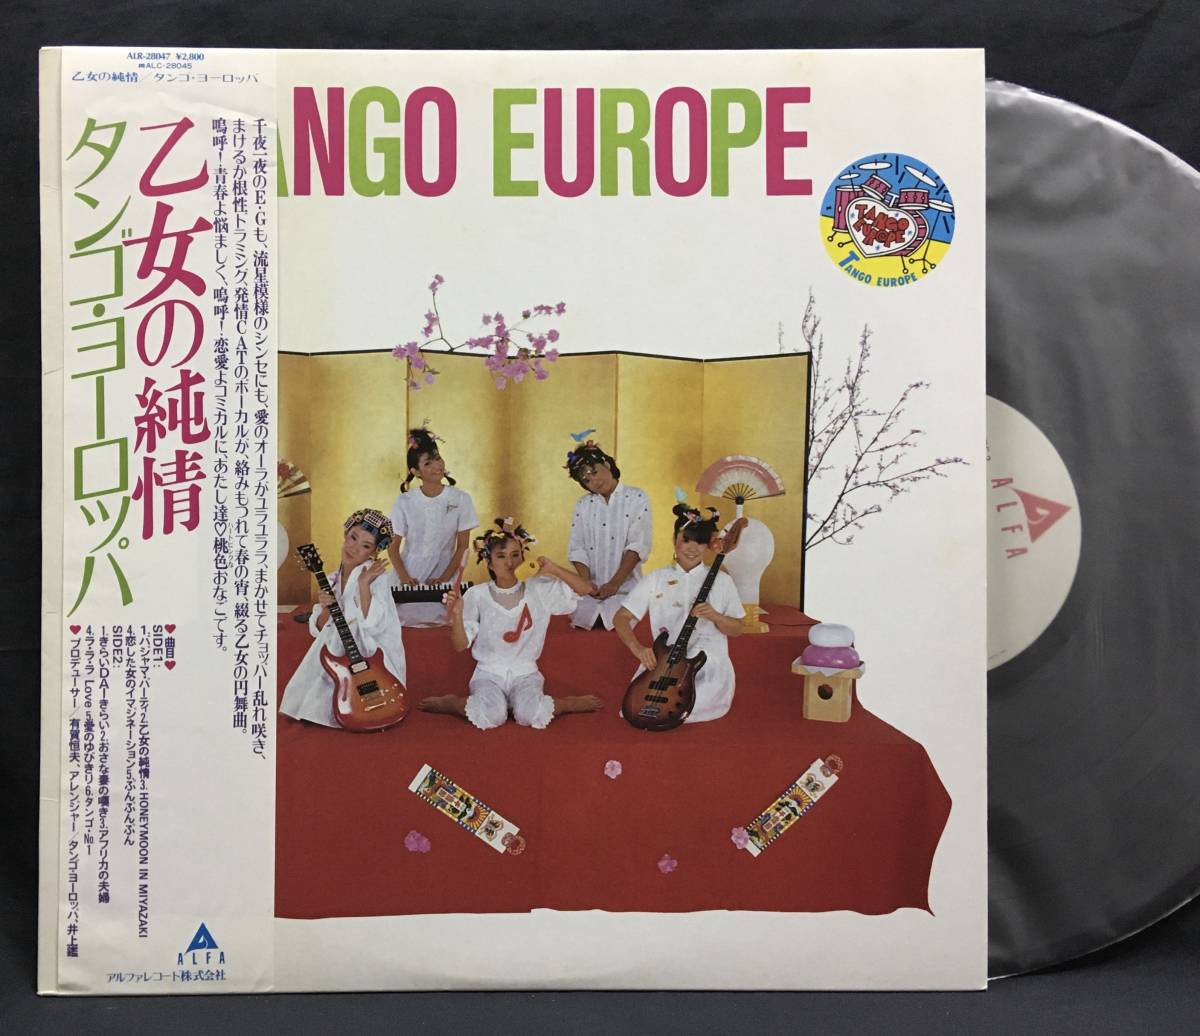 ALR-28047 ¥2,800
ALC-28045
乙女の純情/タンゴ・ヨーロッパ
乙女の純情
タンゴ・ヨーロッパ
千夜一夜のE・Gも、流星模様のシンセにも、愛のオーラがユラユララ、まかせてチョッパー乱れ咲き、
まけるか根性ドラミング、発情CATのボーカルが、絡みもつれて春の宵、綴る乙女の円舞曲。
嗚呼!青春よ悩ましく、嗚呼!恋愛よコミカルに、あたし達♡桃色おなごです。
♥曲目♥
SIDE1:
1.パジャマ・パーティ2.乙女の純情3.HONEYMOON IN MIYAZAKI
4.恋した女のイマジネーション5.ぶんぶんぶん
SIDE2:
1.きらいDAIきらい2.おさな妻の嘆き3.アフリカの夫婦
4.ラ・ラ・ラ Love 5.愛のゆびきり6.タンゴ・No.1
♥プロデューサー/有賀恒夫、アレンジャー/タンゴ・ヨーロッパ、井上鑑
ALFA
アルファレコード株式会社
ANGO EUROPE
TANGO
EUROPE
TANGO EUROPE
ALFA